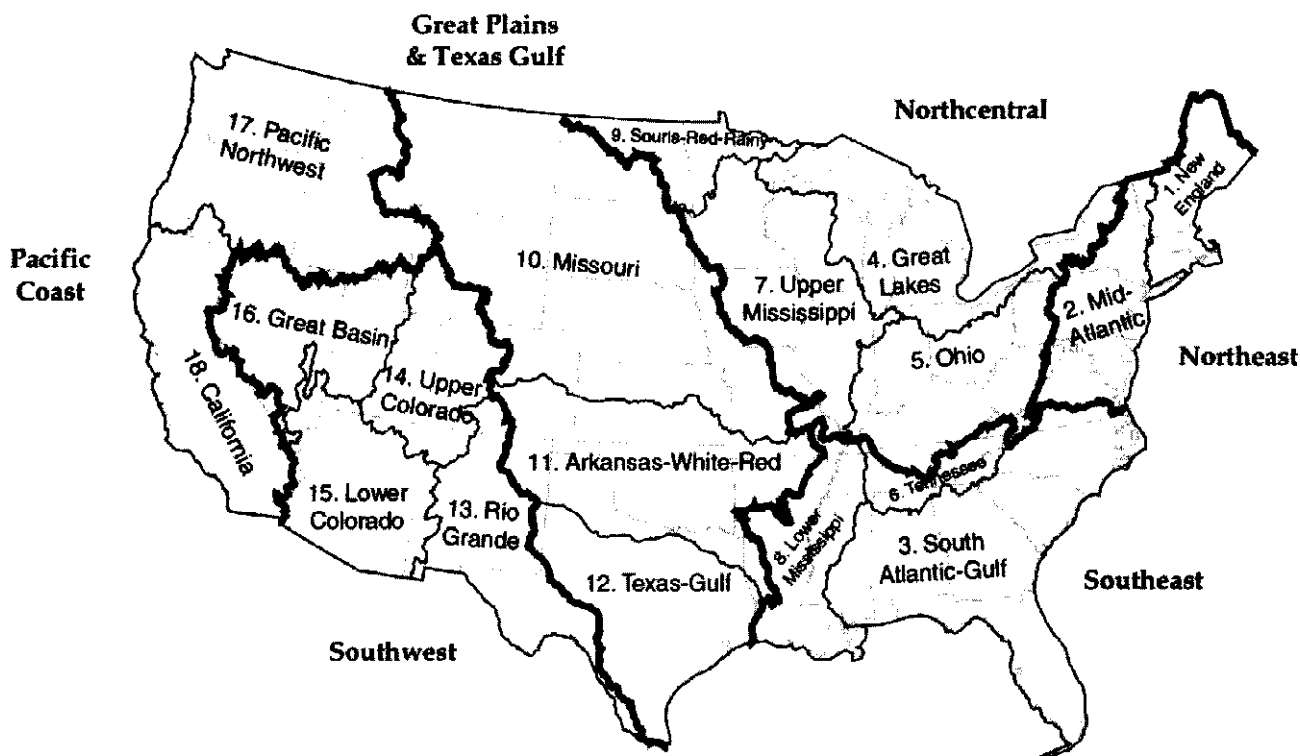 Great Plains
& Texas Gulf
Northcentral
17. Pacific
Northwest
9. Souris-Red-Rainy
1. New
England
Pacific
Coast
10. Missouri
4. Great
Lakes
7. Upper
Mississippi
2. Mid-
Atlantic
16. Great Basin
5. Ohio
Northeast
18. California
14. Upper
Colorado
11. Arkansas-White-Red
6. Tennessee
15. Lower
Colorado
13. Río
Grande
8. Lower
Mississippi
3. South
Atlantic-Gulf
12. Texas-Gulf
Southeast
Southwest